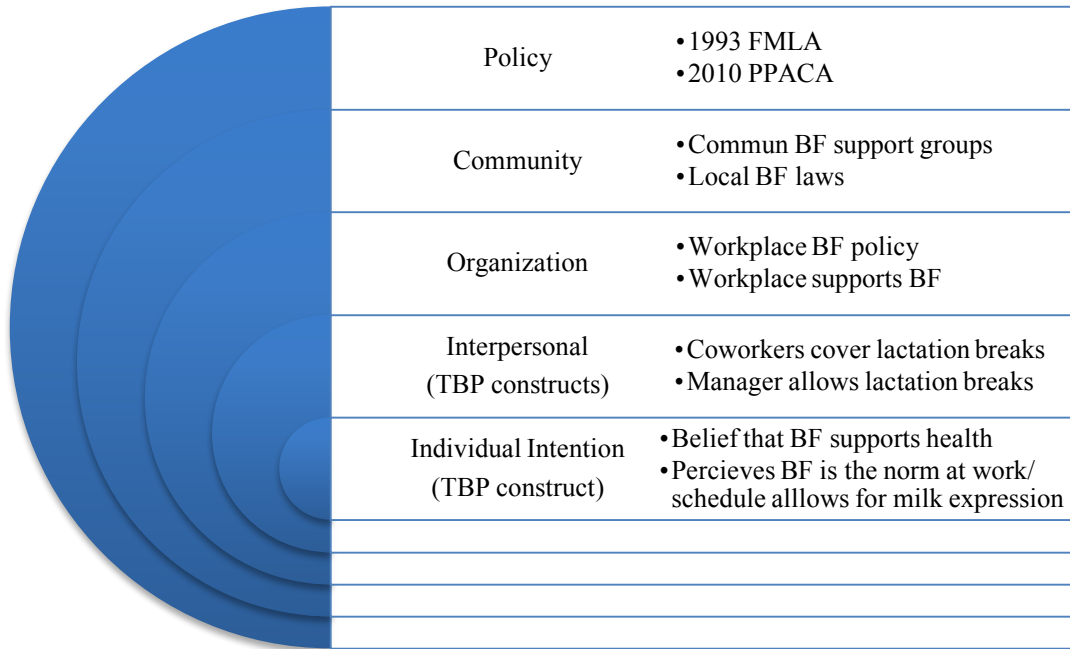 Policy
•1993 FMLA
•2010 PPACA
Community
•Commun BF support groups
•Local BF laws
Organization
•Workplace BF policy
•Workplace supports BF
Interpersonal
(TBP constructs)
•Coworkers cover lactation breaks
•Manager allows lactation breaks
Individual Intention
(TBP construct)
•Belief that BF supports health
•Percieves BF is the norm at work/
schedule alllows for milk expression